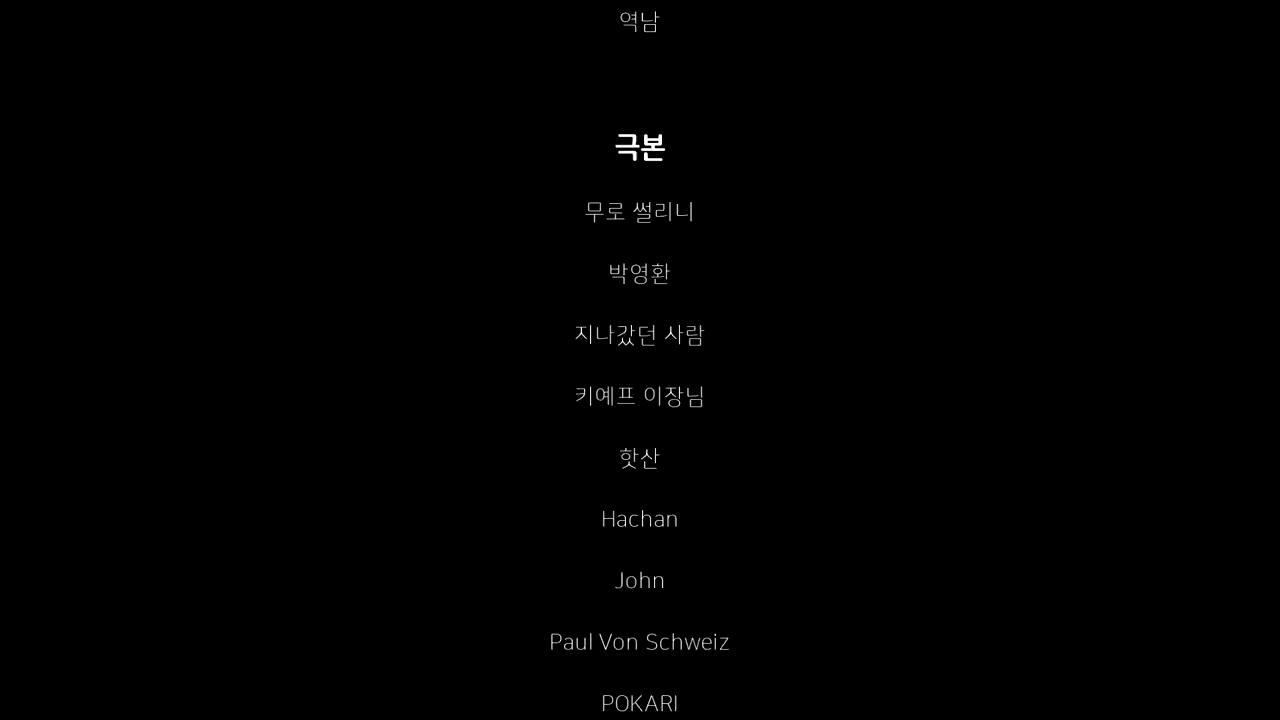 역남
극본
무로 썰리니
박영환
지나갔던 사람
키예프 이장님
핫산
Hachan
John
Paul Von Schweiz
POKARI